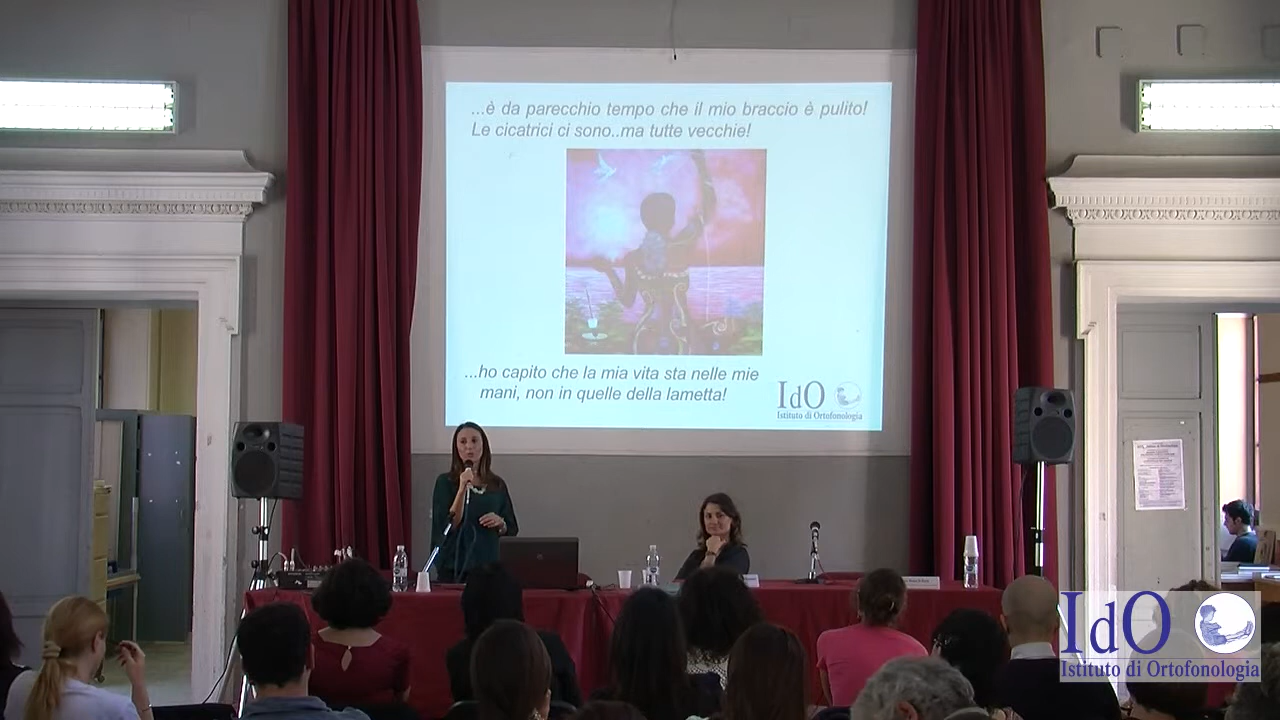 ...è da parecchio tempo che il mio braccio è pulito!
Le cicatrici ci sono..ma tutte vecchie!
...ho capito che la mia vita sta nelle mie
mani, non in quelle della lametta!
IdO
Istituto di Ortofonologia
IdO
Istituto di Ortofonologia